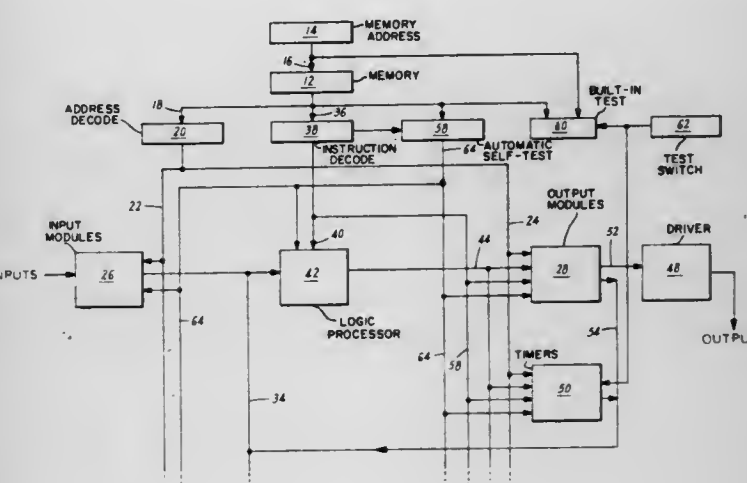 14
MEMORY
ADDRESS
16
12
MEMORY
18
36
ADDRESS
DECODE
20
38
INSTRUCTION
DECODE
58
64
AUTOMATIC
SELF-TEST
BUILT-IN
TEST
60
62
TEST
SWITCH
22
24
INPUT
MODULES
NPUTS
26
40
42
LOGIC
PROCESSOR
44
OUTPUT
MODULES
28
52
DRIVER
48
OUTPU
54
64
64
58
TIMERS
50
34